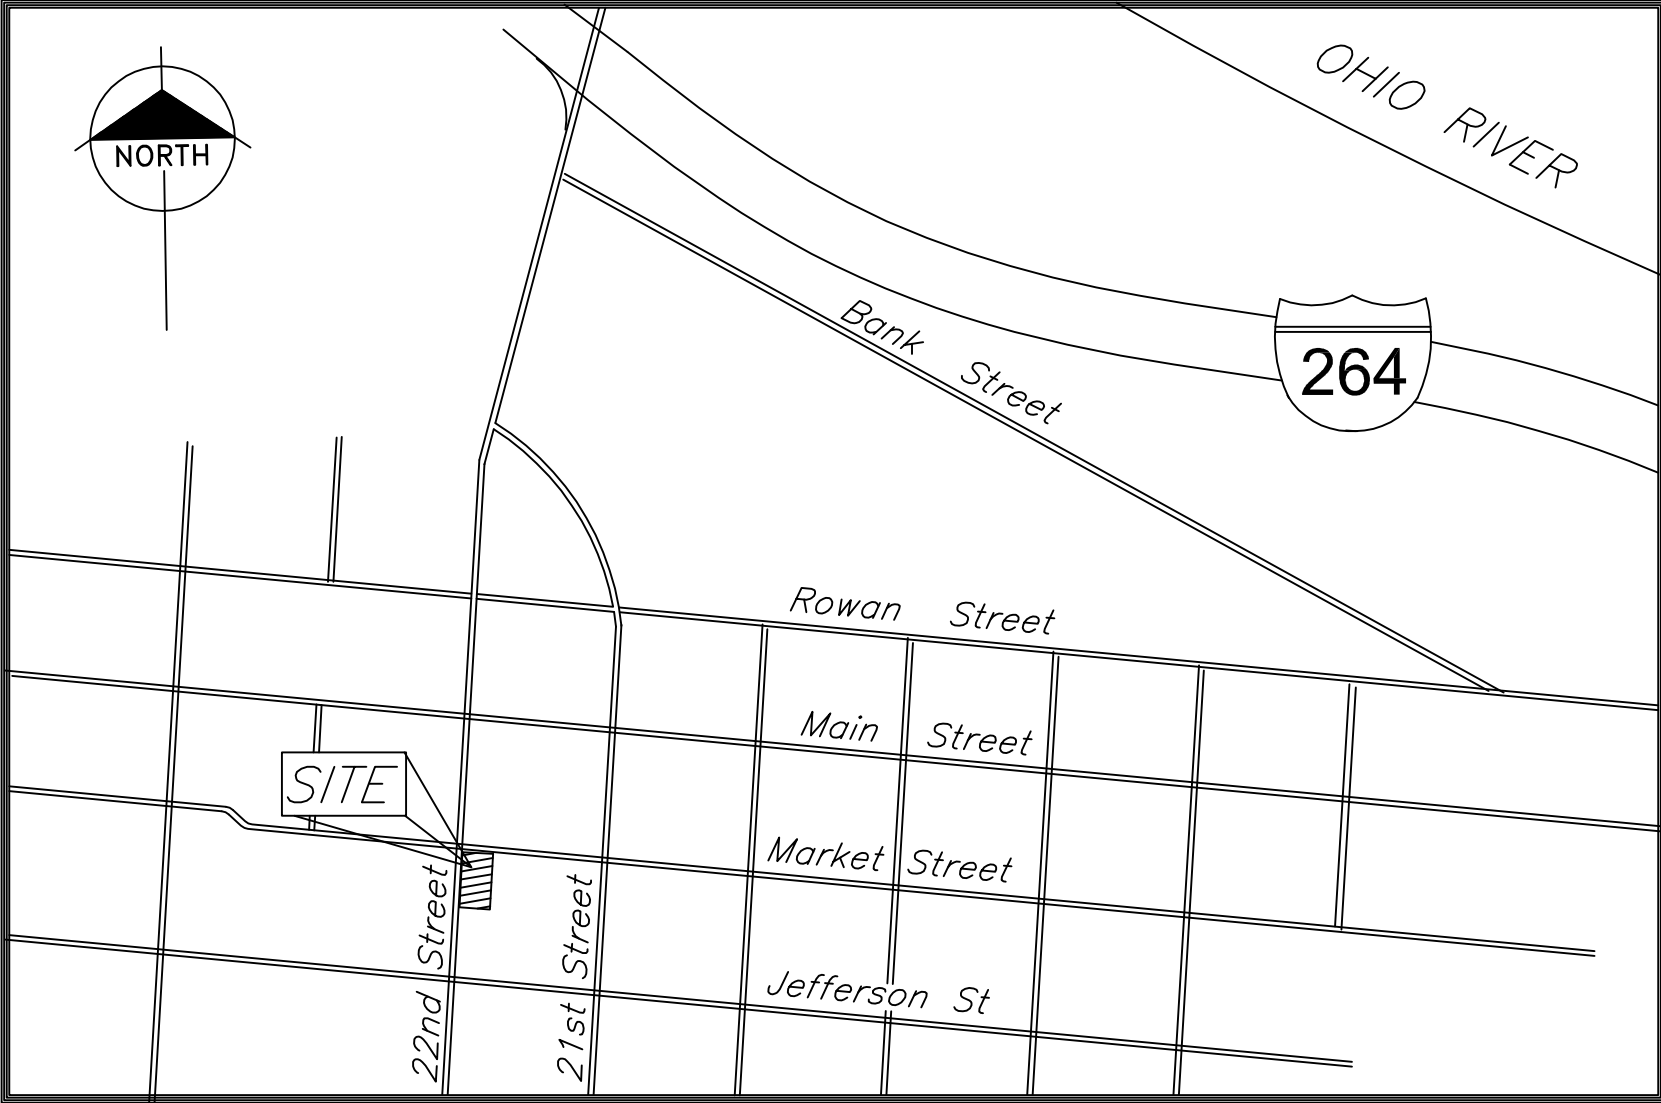 OHIO RIVER
NORTH
264
Bank Street
Rowan Street
Main Street
SITE
Market Street
22nd Street
21st Street
Jefferson St